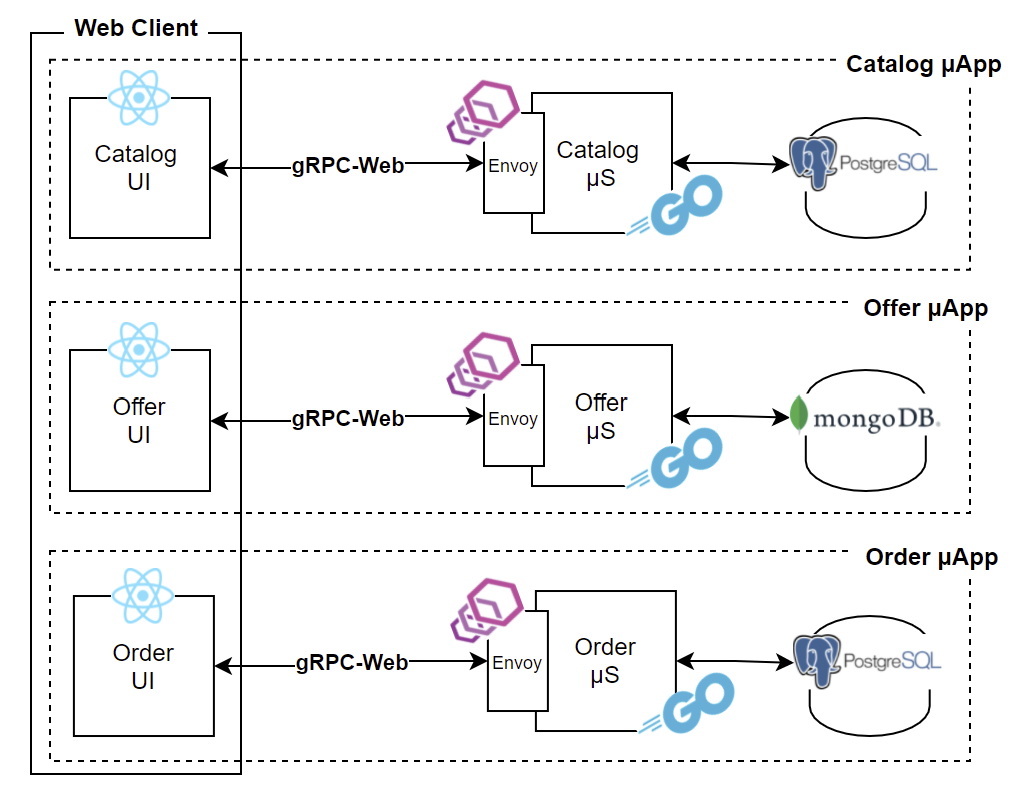 Web Client
Catalog μApp
Catalog
UI
gRPC-Web
Envoy
Catalog
μS
GO
PostgreSQL
Offer μApp
Offer
UI
gRPC-Web
Envoy
Offer
μS
GO
mongoDB.
Order μApp
Order
UI
gRPC-Web
Envoy
Order
μS
GO
PostgreSQL